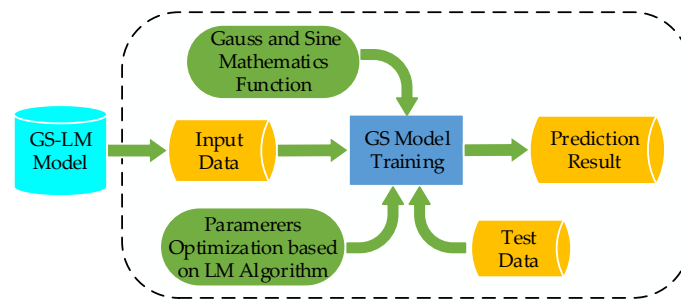 Gauss and Sine
Mathematics
Function
GS-LM
Model
Input
Data
GS Model
Training
Prediction
Result
Paramerers
Optimization based
on LM Algorithm
Test
Data